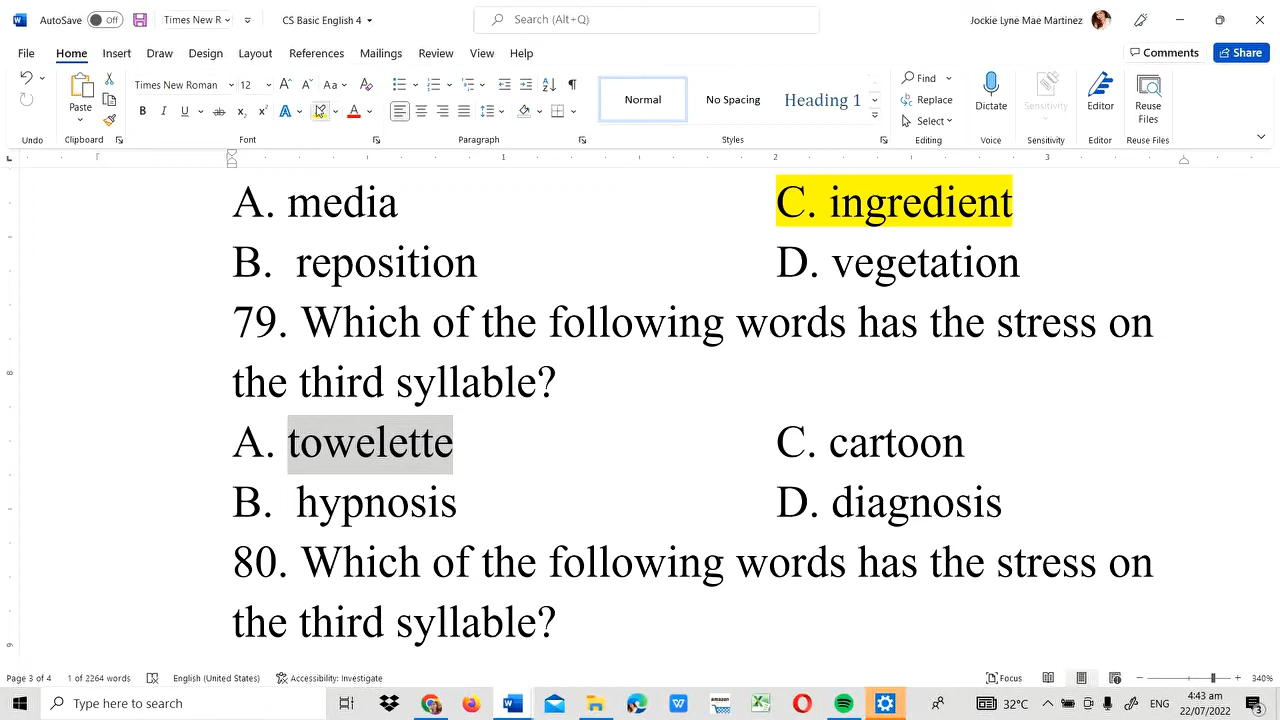 AutoSave Off Times New R CS Basic English 4 Search (Alt+Q) Jockie Lyne Mae Martinez
File Home Insert Draw Design Layout References Mailings Review View Help Comments Share
Paste Times New Roman 12 Aa Normal No Spacing Heading 1 Find Replace Select Dictate Sensitivity Editor Reuse Files
Undo Clipboard Font Paragraph Styles Editing Voice Sensitivity Editor Reuse Files
1 2 3
A. media C. ingredient
B. reposition D. vegetation
79. Which of the following words has the stress on
the third syllable?
A. towelette C. cartoon
B. hypnosis D. diagnosis
80. Which of the following words has the stress on
the third syllable?
Page 3 of 4 1 of 2264 words English (United States) Accessibility: Investigate Focus 340%
Type here to search 32°C ENG 4:43 am
22/07/2022